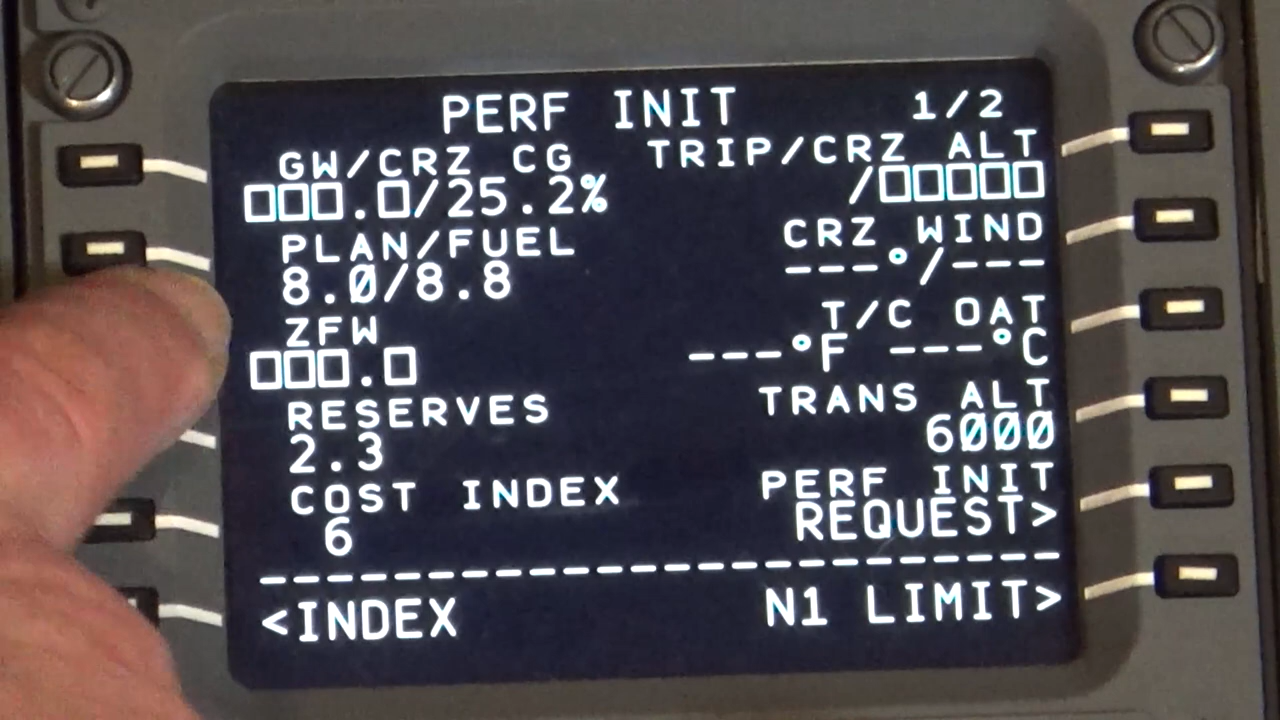 PERF INIT 1/2
GW/CRZ CG TRIP/CRZ ALT
□□□.□/25.2% /□□□□□
PLAN/FUEL CRZ WIND
8.0/8.8 ---°/---
ZFW T/C OAT
□□□.□ ---°F ---°C
RESERVES TRANS ALT
2.3 6000
COST INDEX PERF INIT
6 REQUEST>
------------------------
<INDEX N1 LIMIT>